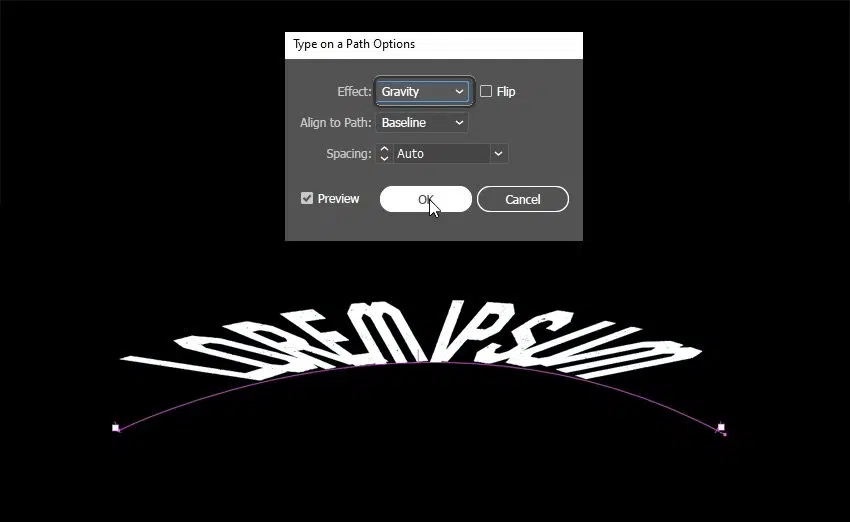 Type on a Path Options
Effect: Gravity Flip
Align to Path: Baseline
Spacing: Auto
Preview OK Cancel
LOREM IPSUM